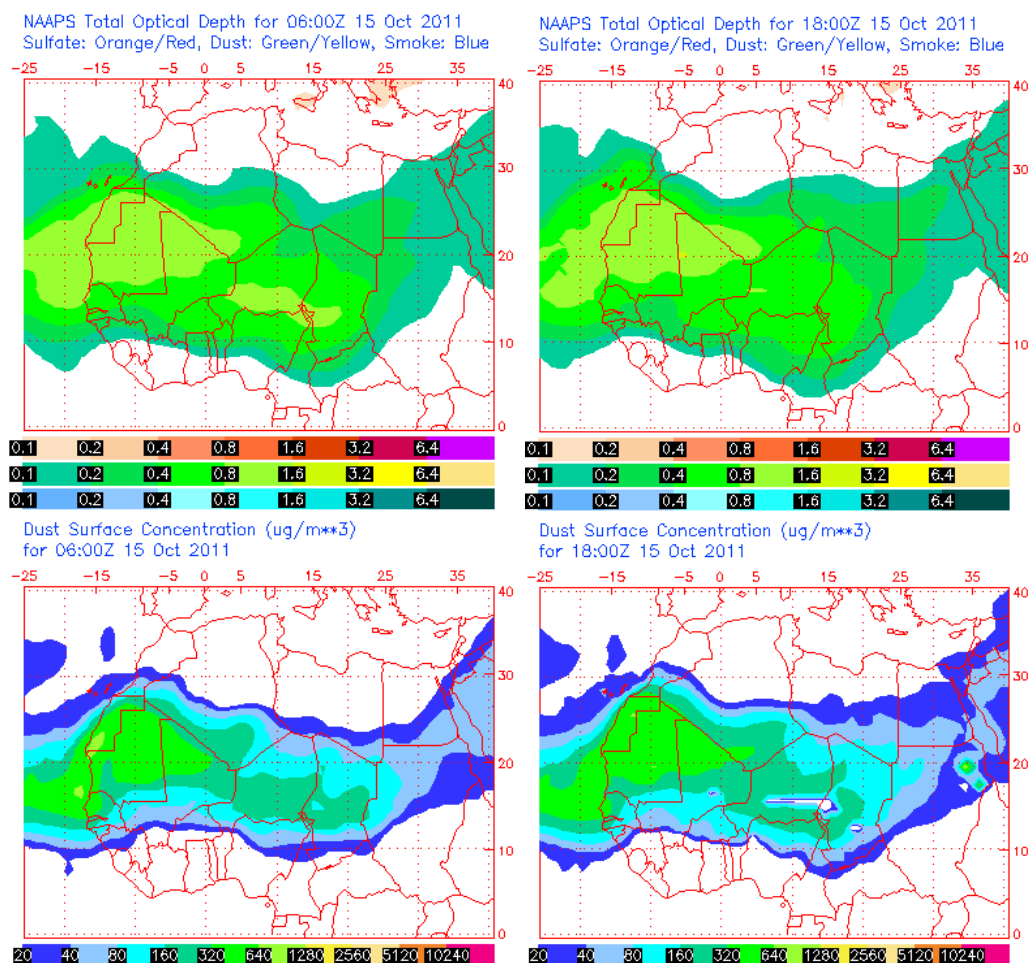 NAAPS Total Optical Depth for 06:00Z 15 Oct 2011
Sulfate: Orange/Red, Dust: Green/Yellow, Smoke: Blue
-25 -15 -5 0 5 15 25 35
40
30
20
10
0
0.1 0.2 0.4 0.8 1.6 3.2 6.4
0.1 0.2 0.4 0.8 1.6 3.2 6.4
0.1 0.2 0.4 0.8 1.6 3.2 6.4
NAAPS Total Optical Depth for 18:00Z 15 Oct 2011
Sulfate: Orange/Red, Dust: Green/Yellow, Smoke: Blue
-25 -15 -5 0 5 15 25 35
40
30
20
10
0
0.1 0.2 0.4 0.8 1.6 3.2 6.4
0.1 0.2 0.4 0.8 1.6 3.2 6.4
0.1 0.2 0.4 0.8 1.6 3.2 6.4
Dust Surface Concentration (ug/m**3)
for 06:00Z 15 Oct 2011
-25 -15 -5 0 5 15 25 35
40
30
20
10
0
20 40 80 160 320 640 1280 2560 5120 10240
Dust Surface Concentration (ug/m**3)
for 18:00Z 15 Oct 2011
-25 -15 -5 0 5 15 25 35
40
30
20
10
0
20 40 80 160 320 640 1280 2560 5120 10240